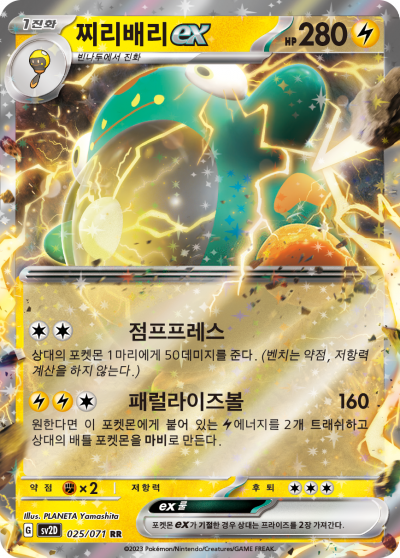 1진화 찌리배리 ex HP 280
빈나두에서 진화
점프프레스
상대의 포켓몬 1마리에게 50데미지를 준다. (벤치는 약점, 저항력
계산을 하지 않는다.)
패럴라이즈볼 160
원한다면 이 포켓몬에게 붙어 있는 에너지를 2개 트래쉬하고
상대의 배틀 포켓몬을 마비로 만든다.
약점 ×2 저항력 후퇴
Illus. PLANETA Yamashita
ex 룰
G sv2D 025/071 RR
포켓몬 ex가 기절한 경우 상대는 프라이즈를 2장 가져간다.
©2023 Pokémon/Nintendo/Creatures/GAME FREAK.